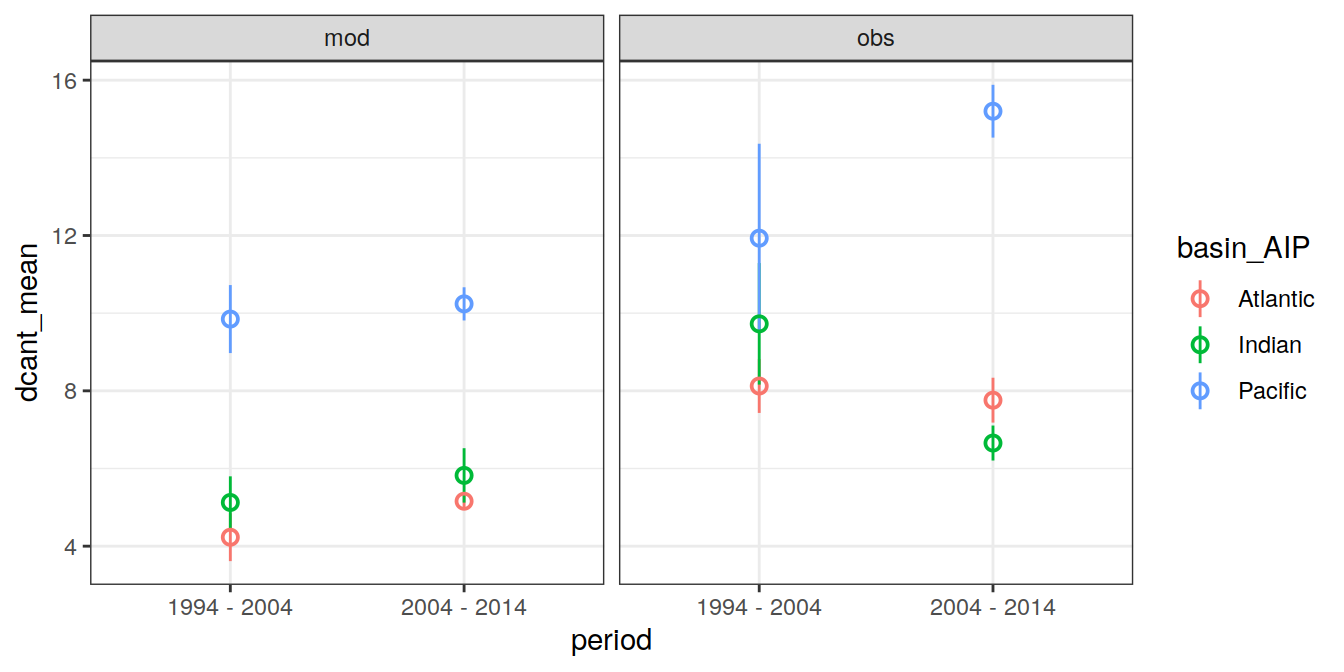 mod
obs
16
12
8
4
dcant_mean
1994 - 2004
2004 - 2014
1994 - 2004
2004 - 2014
period
basin_AIP
Atlantic
Indian
Pacific